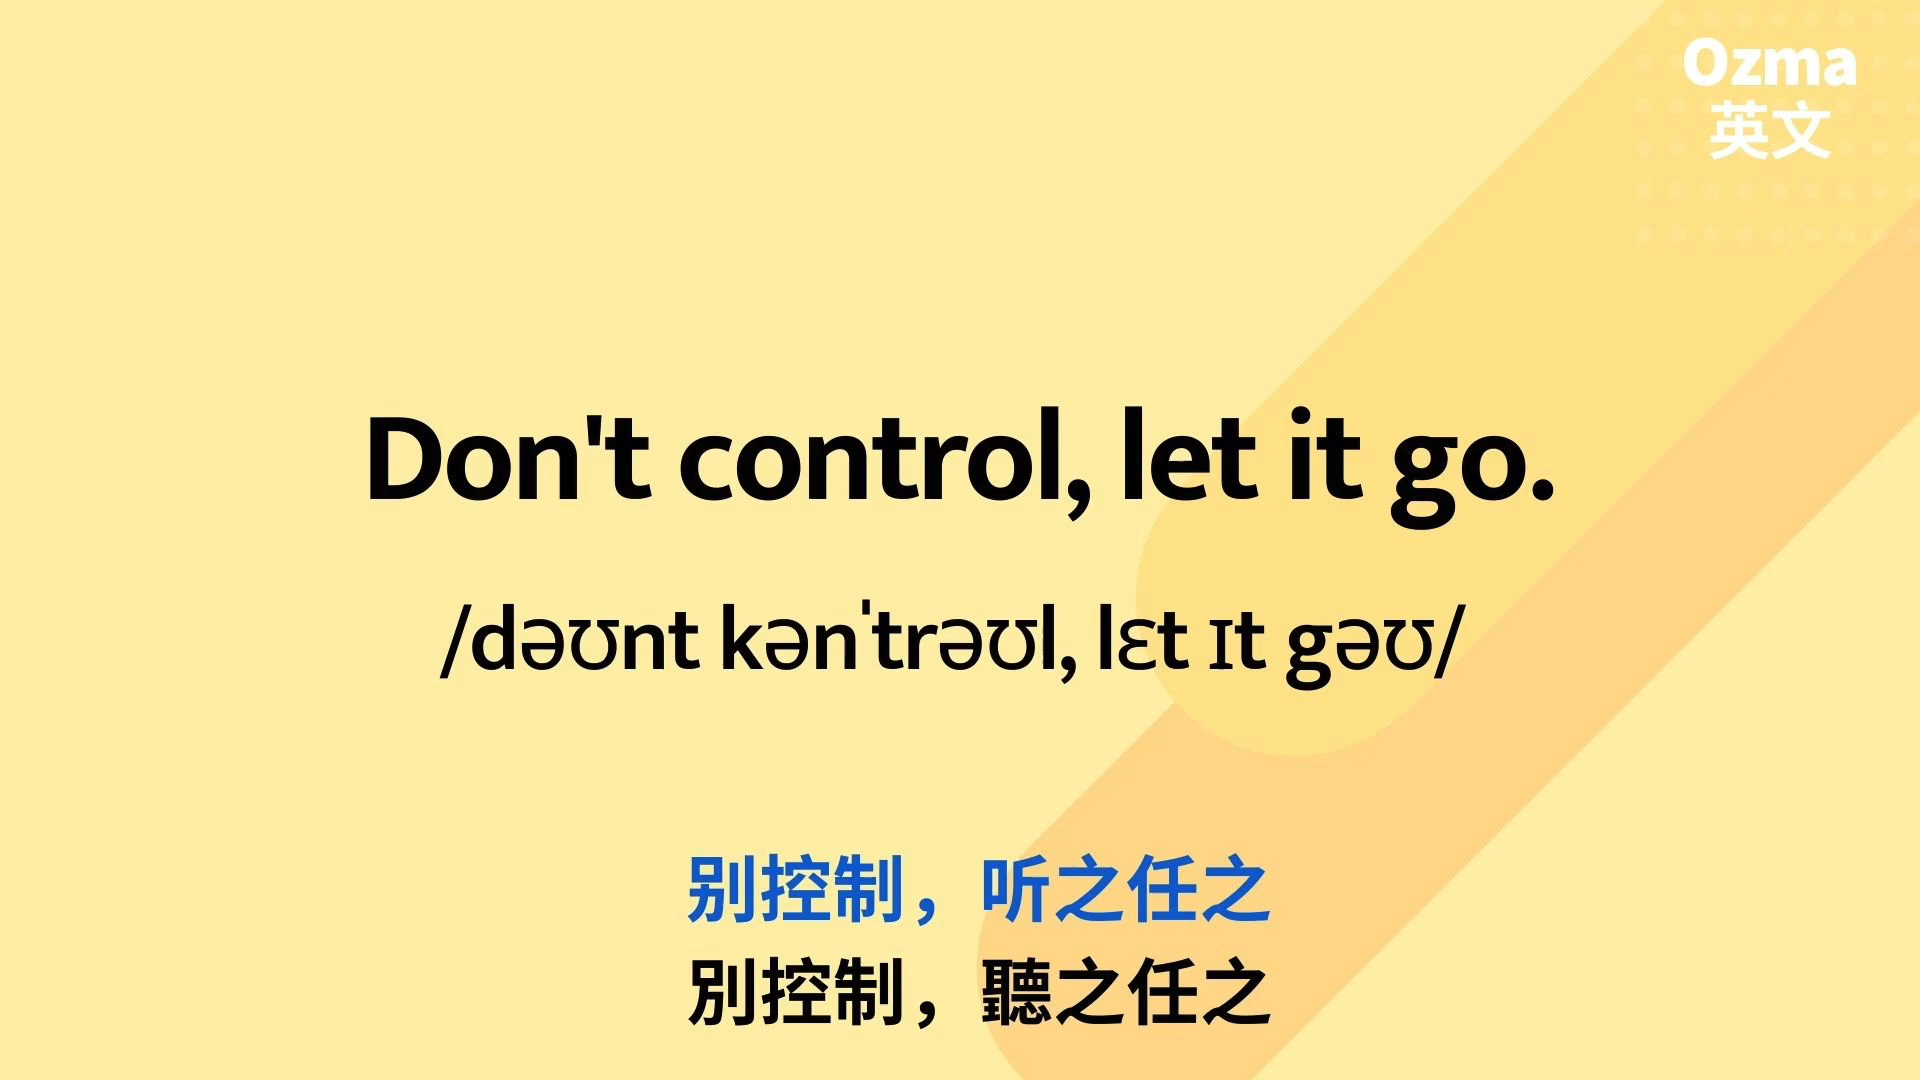 Ozma
英文
Don't control, let it go.
/dəʊnt kənˈtrəʊl, lɛt ɪt gəʊ/
别控制，听之任之
別控制，聽之任之